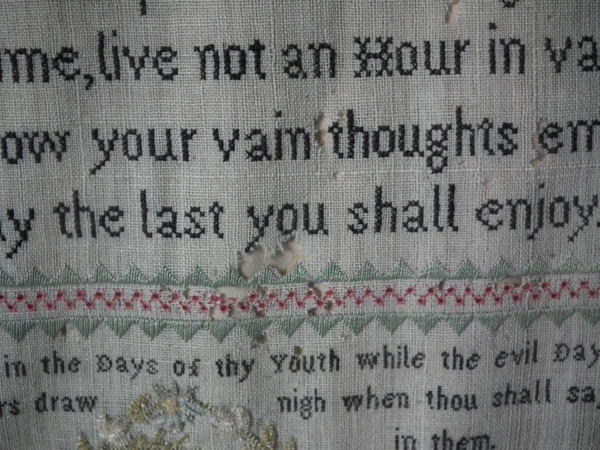 me, live not an Hour in va
ow your vain thoughts em
y the last you shall enjoy.
in the Days of thy Youth while the evil Day
rs draw nigh when thou shall sa
in them.